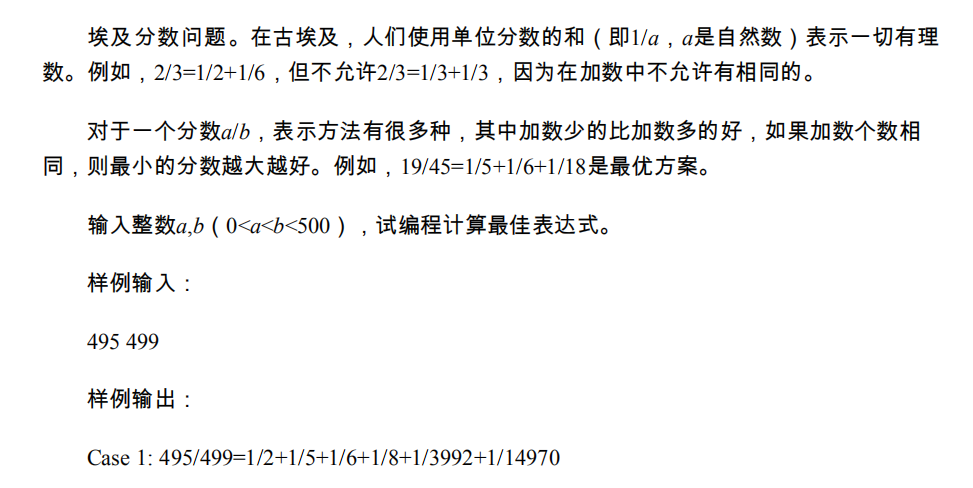 埃及分数问题。在古埃及，人们使用单位分数的和（即1/a，a是自然数）表示一切有理
数。例如，2/3=1/2+1/6，但不允许2/3=1/3+1/3，因为在加数中不允许有相同的。
对于一个分数a/b，表示方法有很多种，其中加数少的比加数多的好，如果加数个数相
同，则最小的分数越大越好。例如，19/45=1/5+1/6+1/18是最优方案。
输入整数a,b（0<a<b<500），试编程计算最佳表达式。
样例输入：
495 499
样例输出：
Case 1: 495/499=1/2+1/5+1/6+1/8+1/3992+1/14970